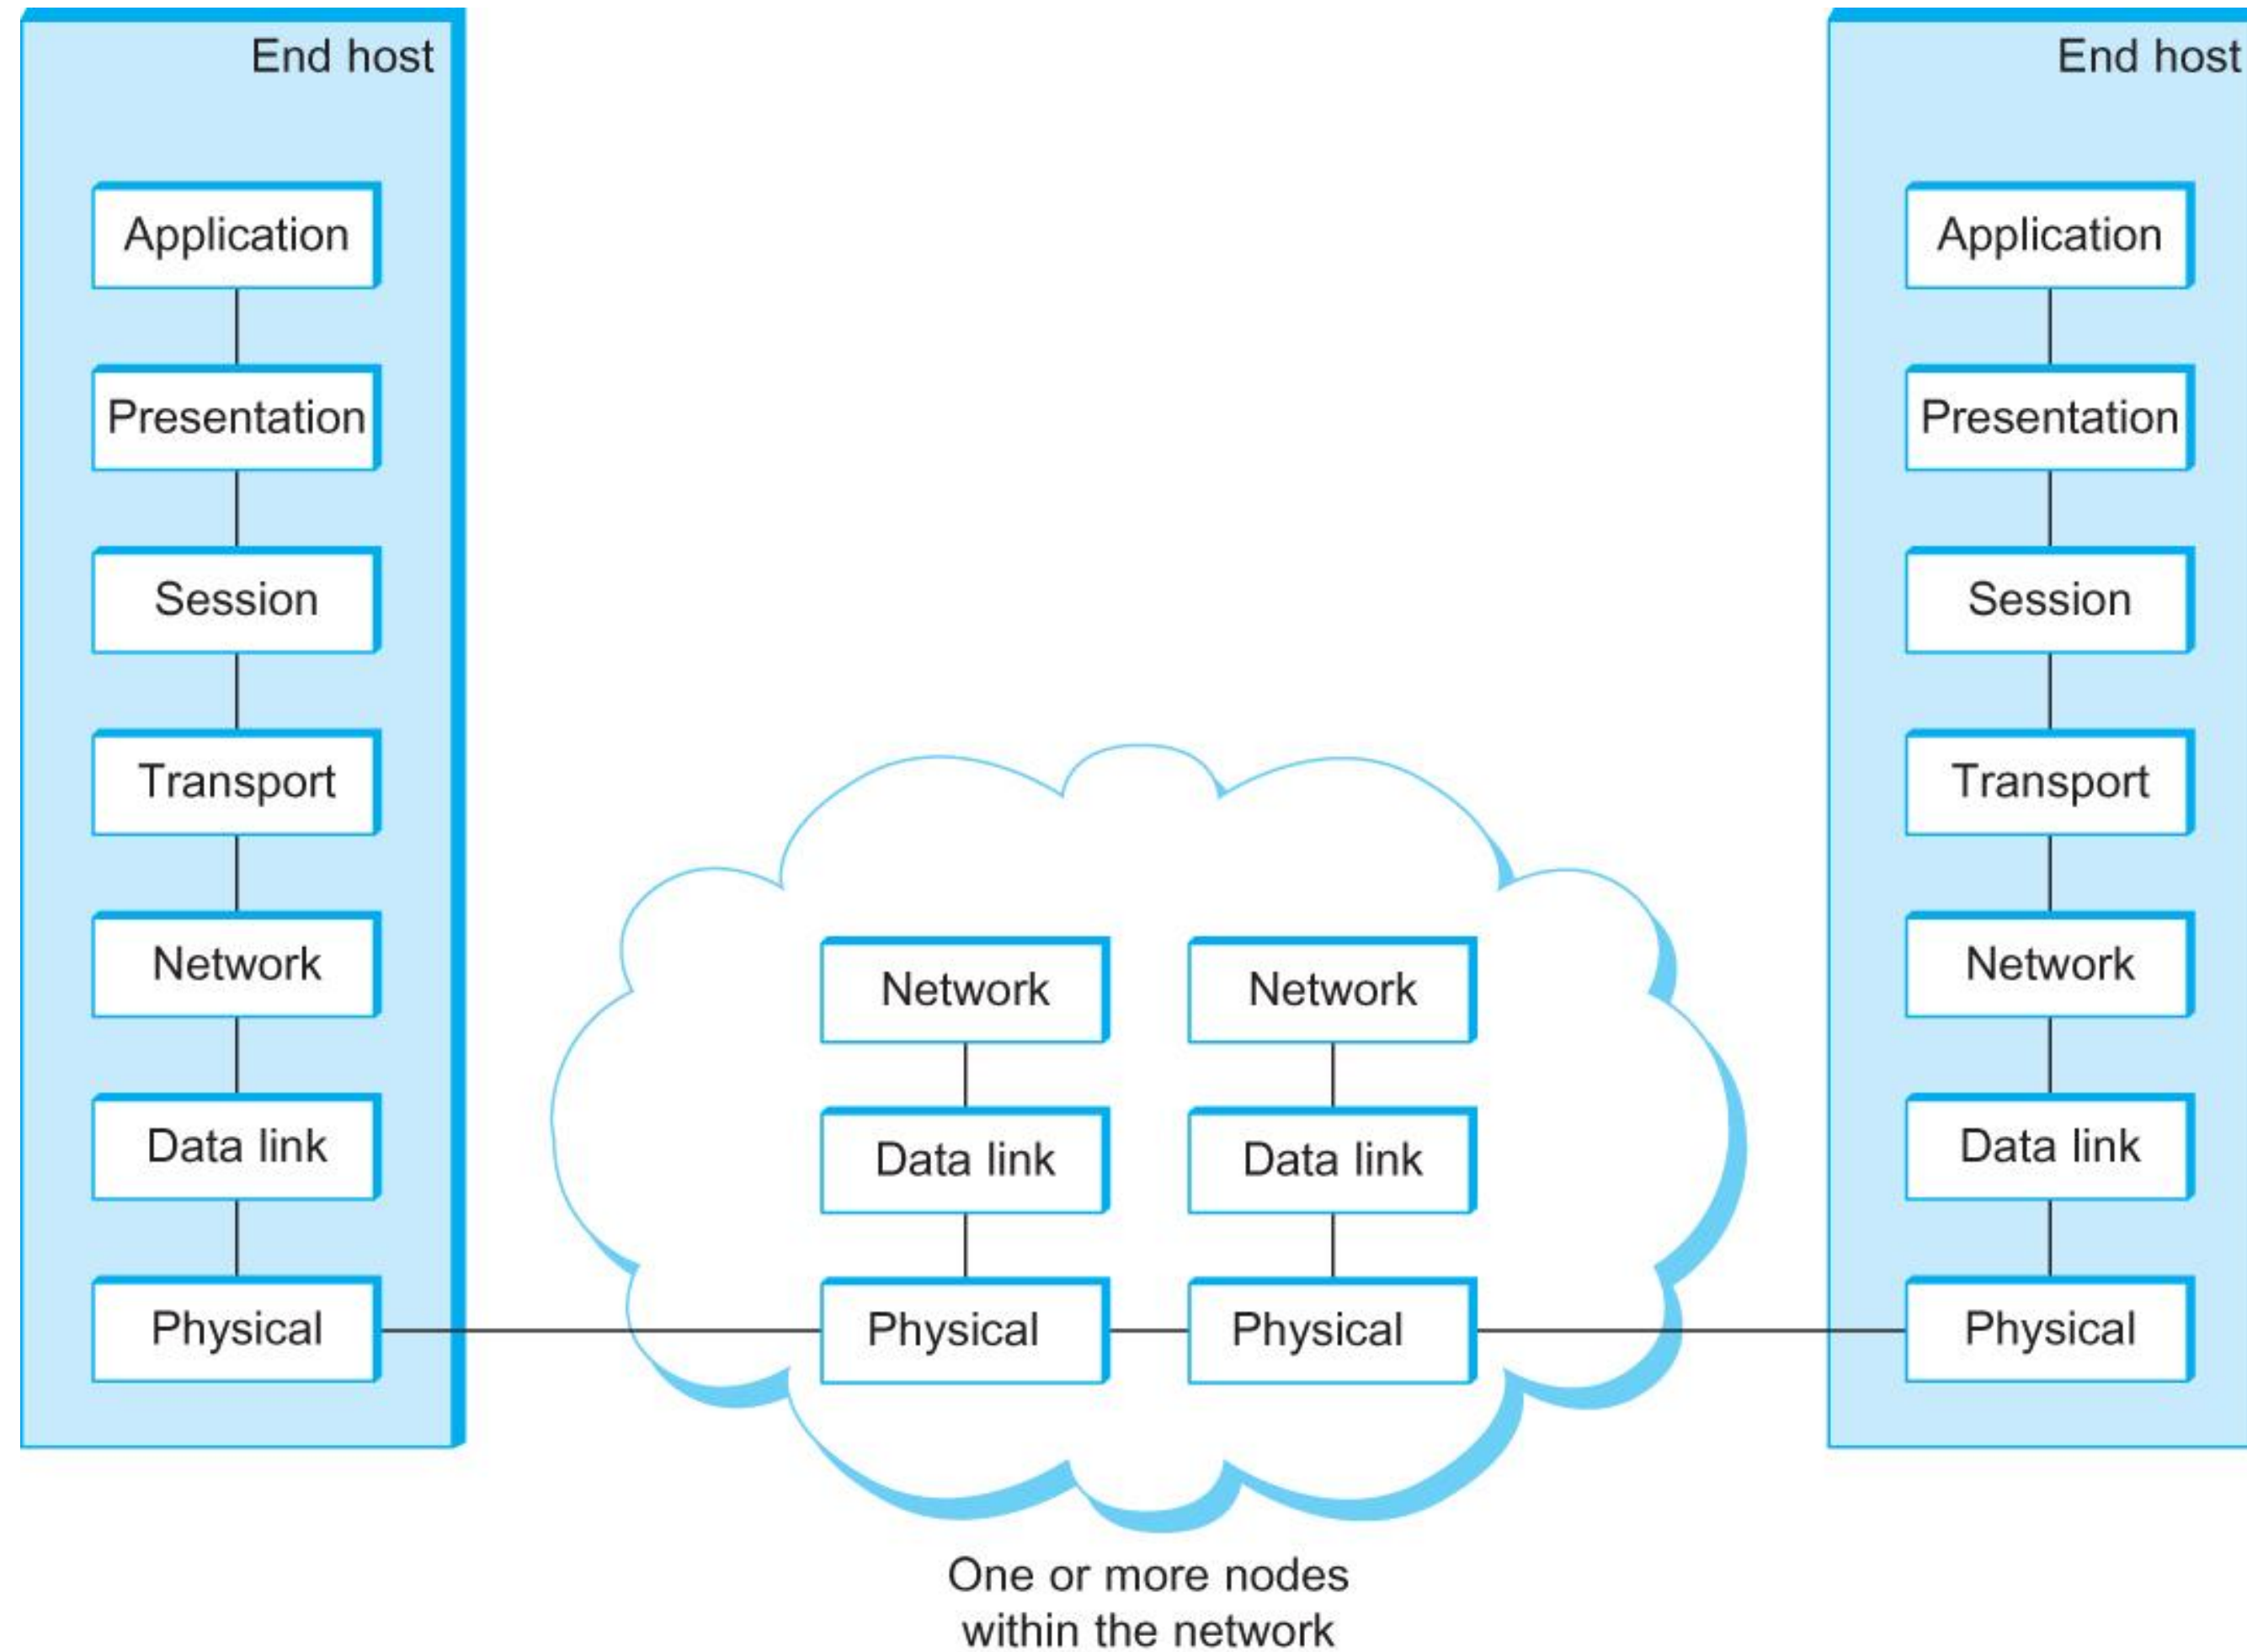 End host
Application
Presentation
Session
Transport
Network
Data link
Physical
Network
Data link
Physical
Network
Data link
Physical
One or more nodes
within the network
End host
Application
Presentation
Session
Transport
Network
Data link
Physical